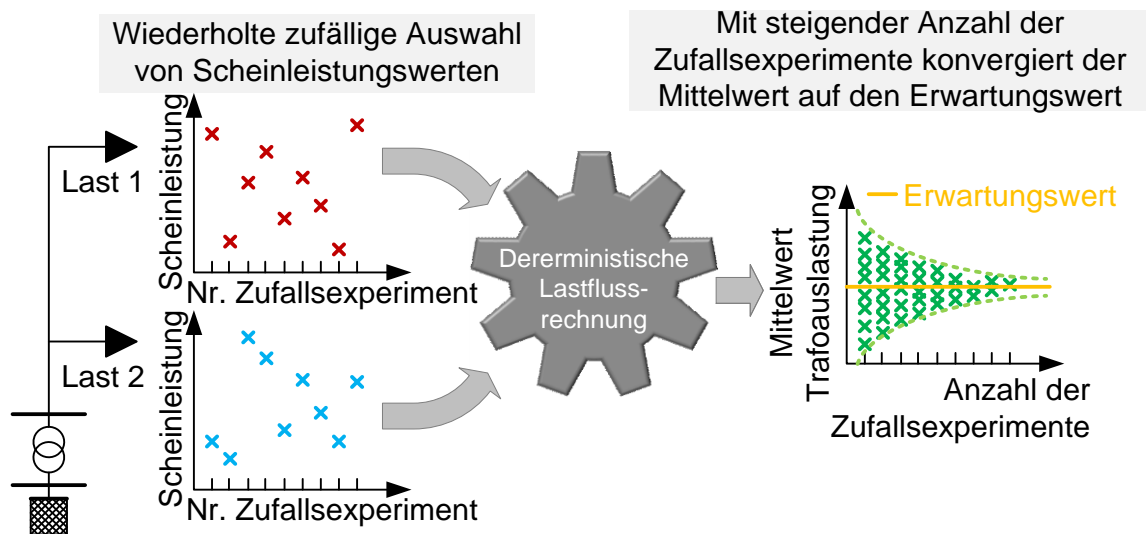 Wiederholte zufällige Auswahl
von Scheinleistungswerten
Mit steigender Anzahl der
Zufallsexperimente konvergiert der
Mittelwert auf den Erwartungswert
Last 1
Scheinleistung
Nr. Zufallsexperiment
Last 2
Scheinleistung
Nr. Zufallsexperiment
Dererministische
Lastfluss-
rechnung
Mittelwert
Trafoauslastung
Erwartungswert
Anzahl der
Zufallsexperimente